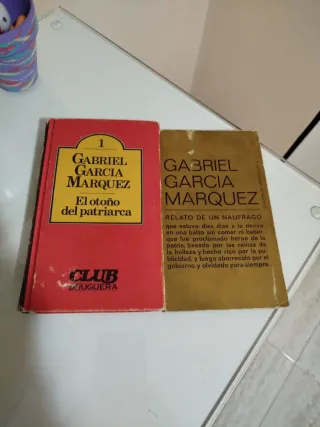 1
GABRIEL
GARCIA
MARQUEZ
El otoño
del patriarca
CLUB
BRUGUERA
GABRIEL
GARCIA
MARQUEZ
RELATO DE UN NAUFRAGO
que estuvo diez días a la deriva
en una balsa sin comer ni beber,
que fue proclamado héroe de la
patria, besado por las reinas de
la belleza y hecho rico por la pu
blicidad, y luego aborrecido por el
gobierno y olvidado para siempre.